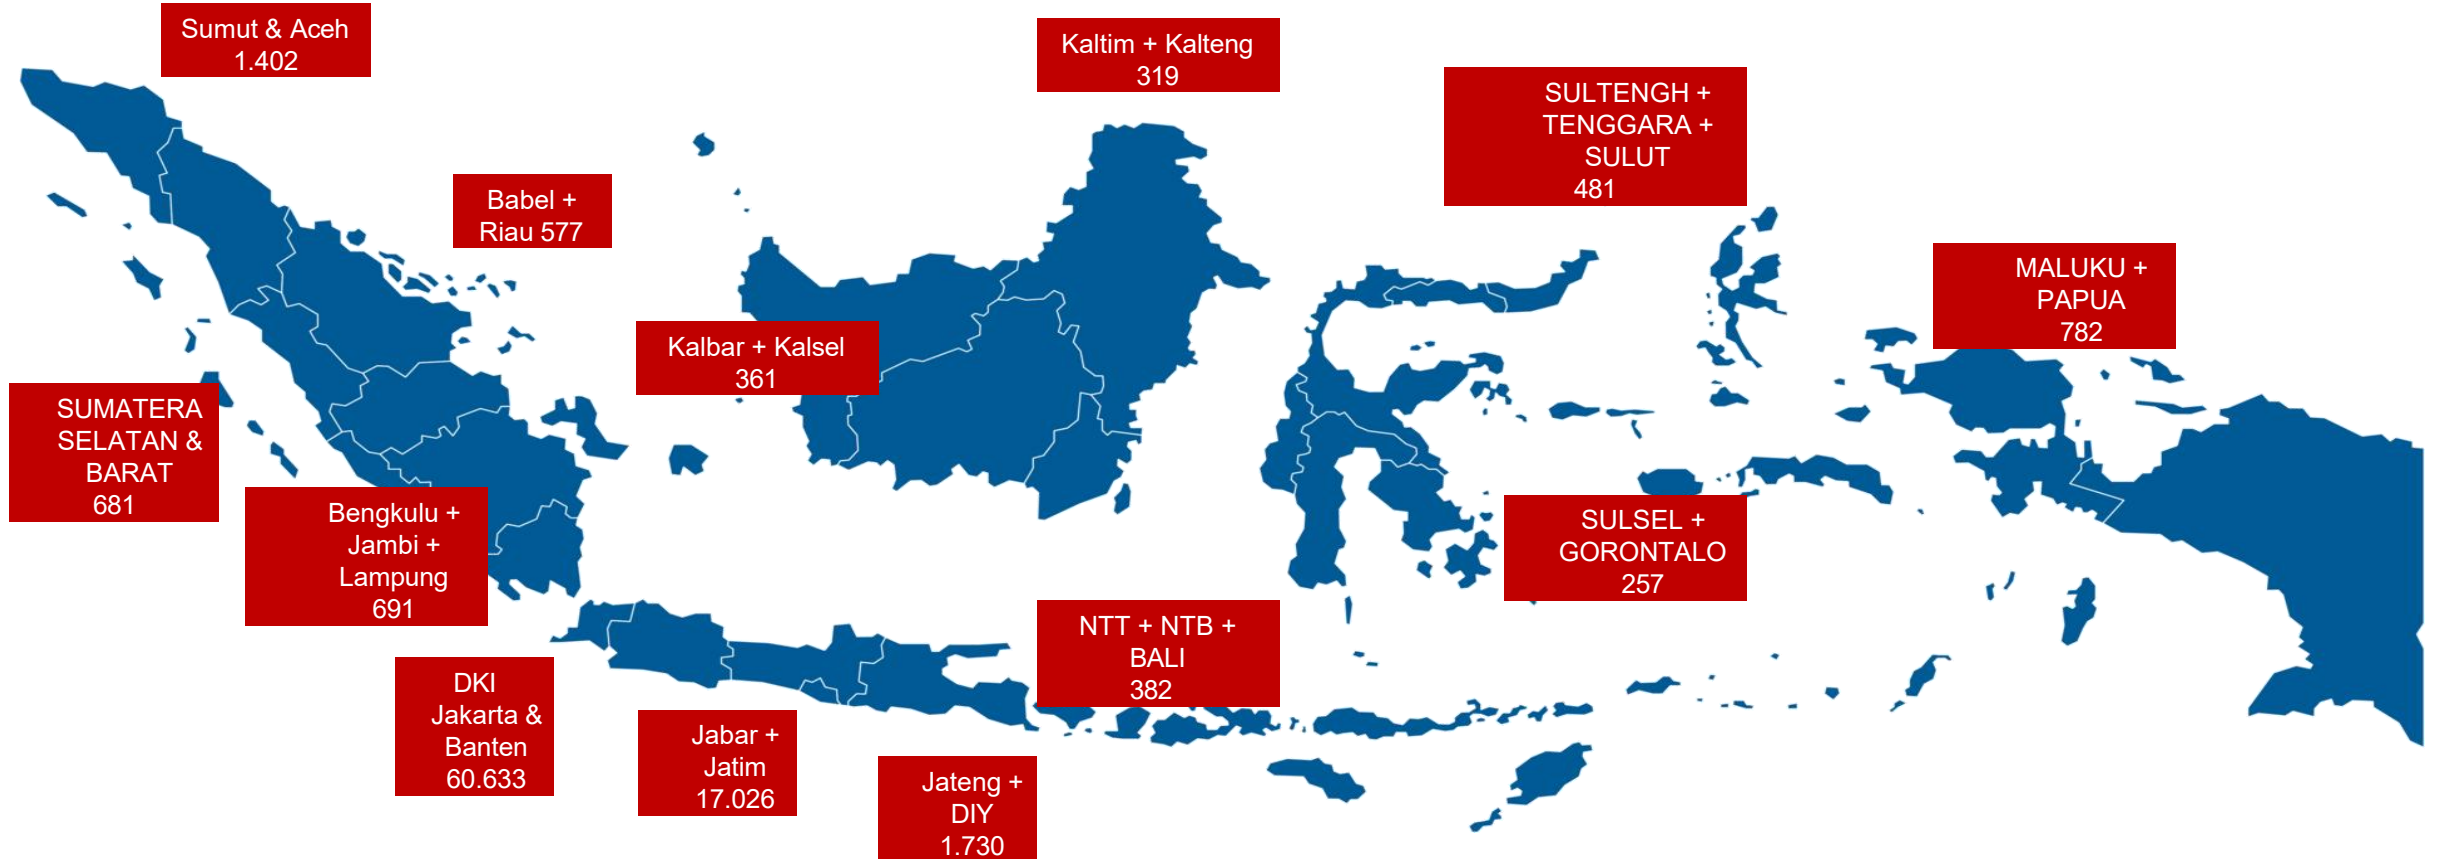 Sumut & Aceh
1.402
Kaltim + Kalteng
319
SULTENGH +
TENGGARA +
SULUT
481
Babel +
Riau 577
MALUKU +
PAPUA
782
Kalbar + Kalsel
361
SUMATERA
SELATAN &
BARAT
681
Bengkulu +
Jambi +
Lampung
691
SULSEL +
GORONTALO
257
NTT + NTB +
BALI
382
DKI
Jakarta &
Banten
60.633
Jabar +
Jatim
17.026
Jateng +
DIY
1.730